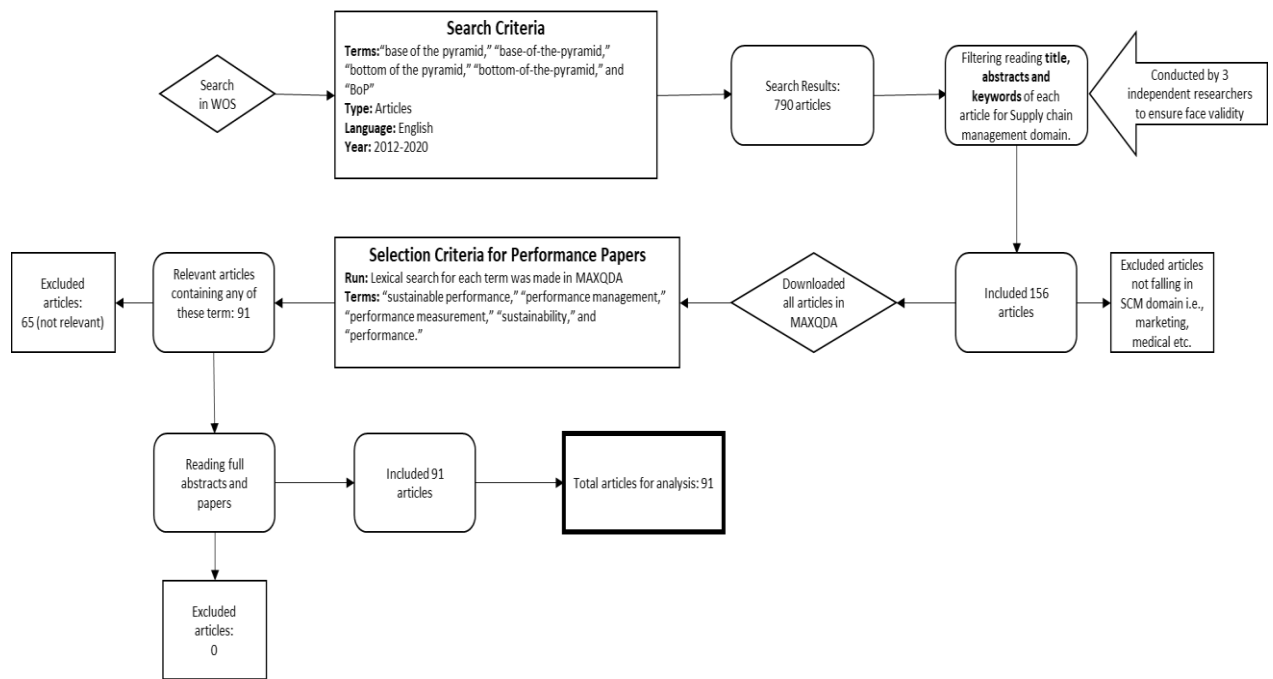 Search
in WOS
Search Criteria
Terms:“base of the pyramid,” “base-of-the-pyramid,”
“bottom of the pyramid,” “bottom-of-the-pyramid,” and
“BoP”
Type: Articles
Language: English
Year: 2012-2020
Search Results:
790 articles
Filtering reading title,
abstracts and
keywords of each
article for Supply chain
management domain.
Conducted by 3
independent researchers
to ensure face validity
Excluded
articles:
65 (not relevant)
Relevant articles
containing any of
these term: 91
Selection Criteria for Performance Papers
Run: Lexical search for each term was made in MAXQDA
Terms: “sustainable performance,” “performance management,”
“performance measurement,” “sustainability,” and
“performance.”
Downloaded
all articles in
MAXQDA
Included 156
articles
Excluded articles
not falling in
SCM domain i.e.,
marketing,
medical etc.
Reading full
abstracts and
papers
Included 91
articles
Total articles for analysis: 91
Excluded
articles:
0